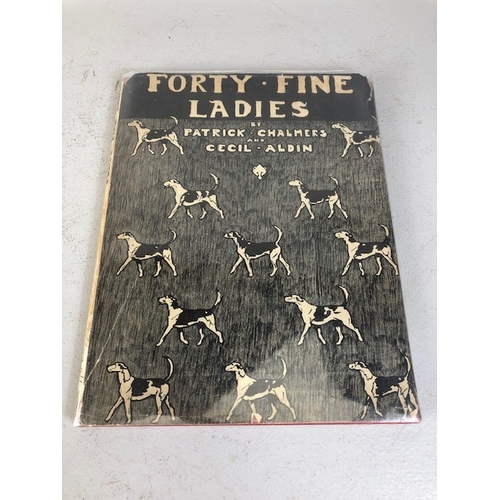 FORTY · FINE
LADIES
BY
PATRICK · CHALMERS
AND
CECIL · ALDIN